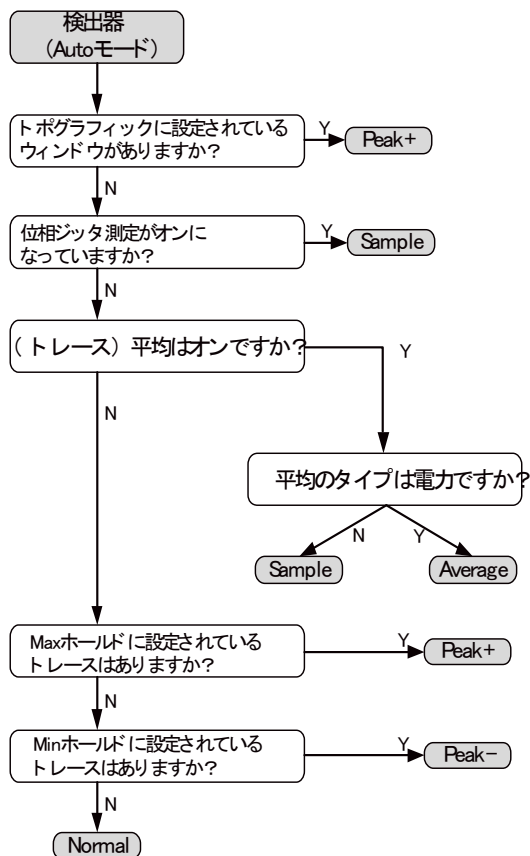 検出器
(Autoモード)
トポグラフィックに設定されている
ウィンドウがありますか?
Y
Peak+
N
位相ジッタ測定がオンに
なっていますか?
Y
Sample
N
(トレース)平均はオンですか?
Y
N
平均のタイプは電力ですか?
N
Y
Sample
Average
Maxホールドに設定されている
トレースはありますか?
Y
Peak+
N
Minホールドに設定されている
トレースはありますか?
Y
Peak−
N
Normal